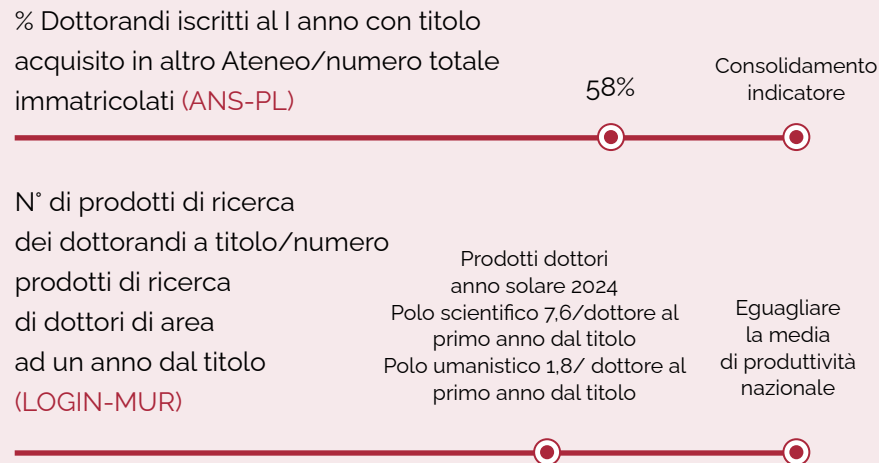 % Dottorandi iscritti al I anno con titolo
acquisito in altro Ateneo/numero totale
immatricolati (ANS-PL)
58%
Consolidamento
indicatore
N° di prodotti di ricerca
dei dottorandi a titolo/numero
prodotti di ricerca
di dottori di area
ad un anno dal titolo
(LOGIN-MUR)
Prodotti dottori
anno solare 2024
Polo scientifico 7,6/dottore al
primo anno dal titolo
Polo umanistico 1,8/ dottore al
primo anno dal titolo
Eguagliare
la media
di produttività
nazionale